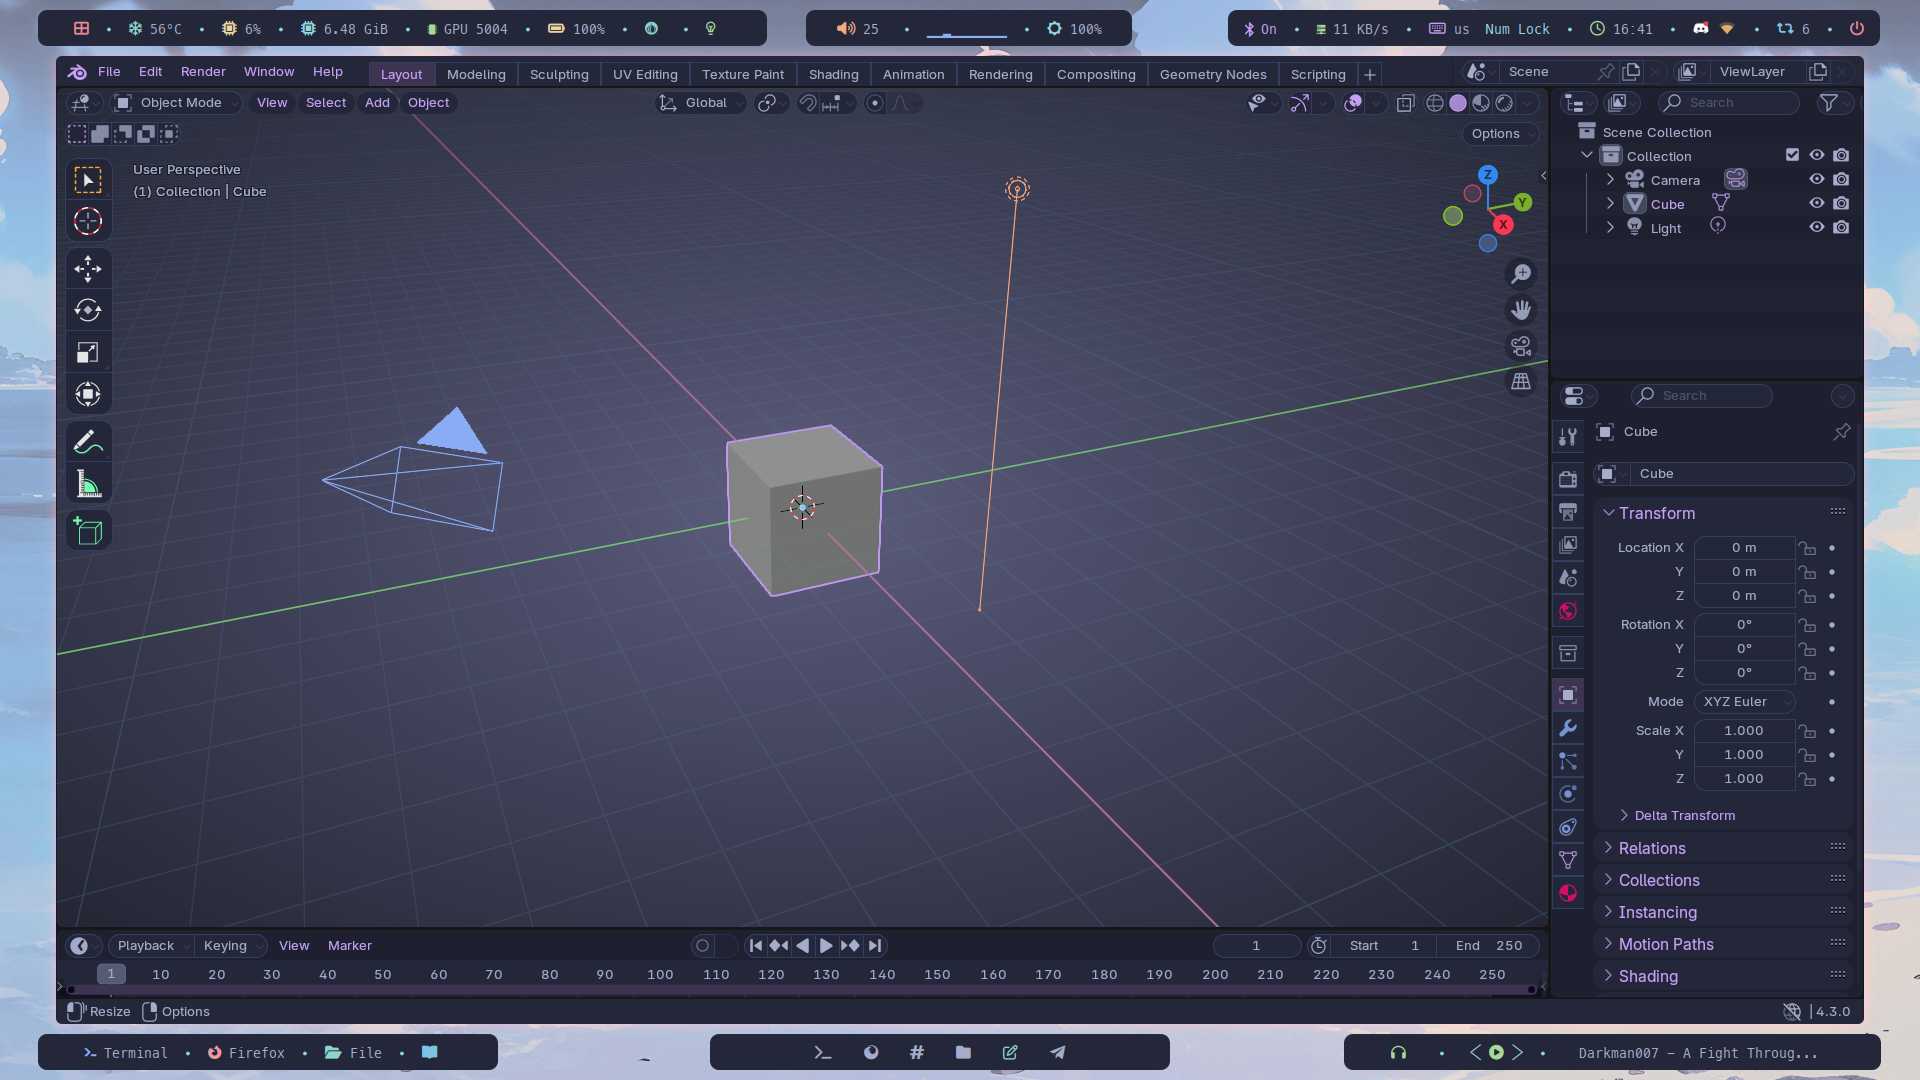 56°C 6% 6.48 GiB GPU 5004 100%
25 100%
On 11 KB/s us Num Lock 16:41 6
File Edit Render Window Help
Layout Modeling Sculpting UV Editing Texture Paint Shading Animation Rendering Compositing Geometry Nodes Scripting +
Scene ViewLayer
Object Mode View Select Add Object
Global
Search
Options
User Perspective
(1) Collection | Cube
Z
Y
X
Scene Collection
Collection
Camera
Cube
Light
Search
Cube
Cube
Transform
Location X 0 m
Y 0 m
Z 0 m
Rotation X 0°
Y 0°
Z 0°
Mode XYZ Euler
Scale X 1.000
Y 1.000
Z 1.000
Delta Transform
Relations
Collections
Instancing
Motion Paths
Shading
Playback Keying View Marker
1 Start 1 End 250
1 10 20 30 40 50 60 70 80 90 100 110 120 130 140 150 160 170 180 190 200 210 220 230 240 250
Resize Options
4.3.0
Terminal Firefox File
Darkman007 – A Fight Throug...